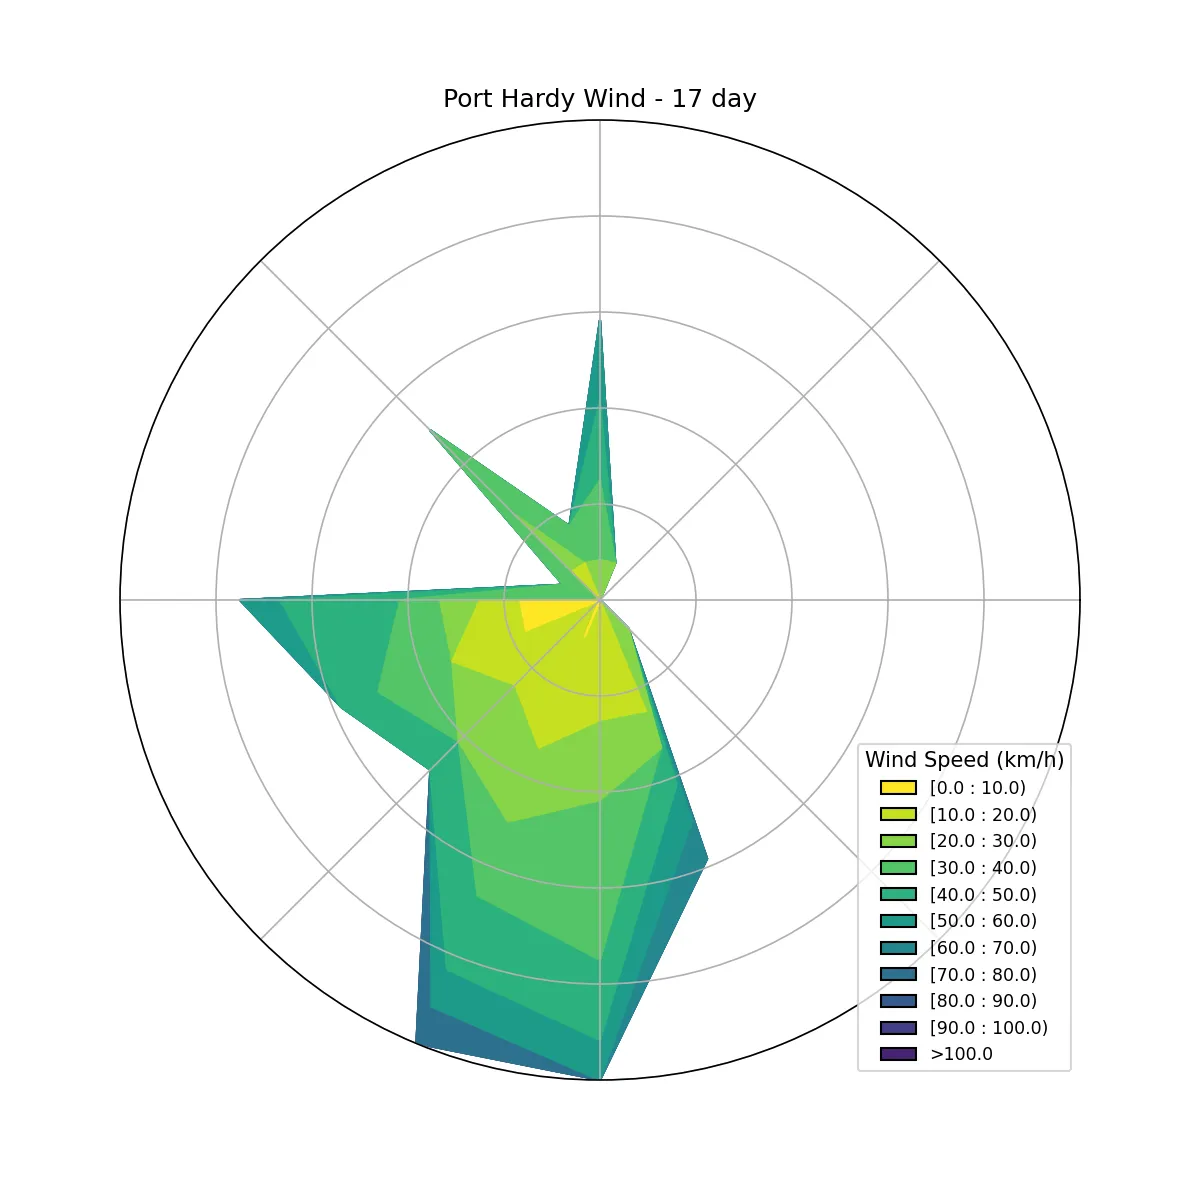 Port Hardy Wind - 17 day
Wind Speed (km/h)
[0.0 : 10.0)
[10.0 : 20.0)
[20.0 : 30.0)
[30.0 : 40.0)
[40.0 : 50.0)
[50.0 : 60.0)
[60.0 : 70.0)
[70.0 : 80.0)
[80.0 : 90.0)
[90.0 : 100.0)
>100.0